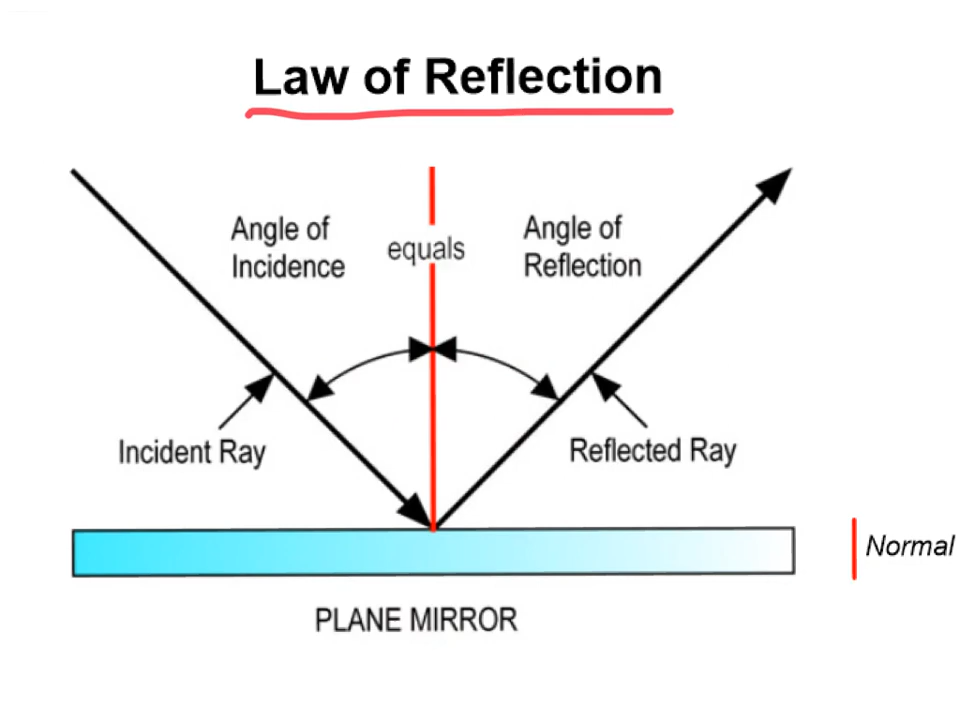 Law of Reflection
Angle of
Incidence
equals
Angle of
Reflection
Incident Ray
Reflected Ray
Normal
PLANE MIRROR